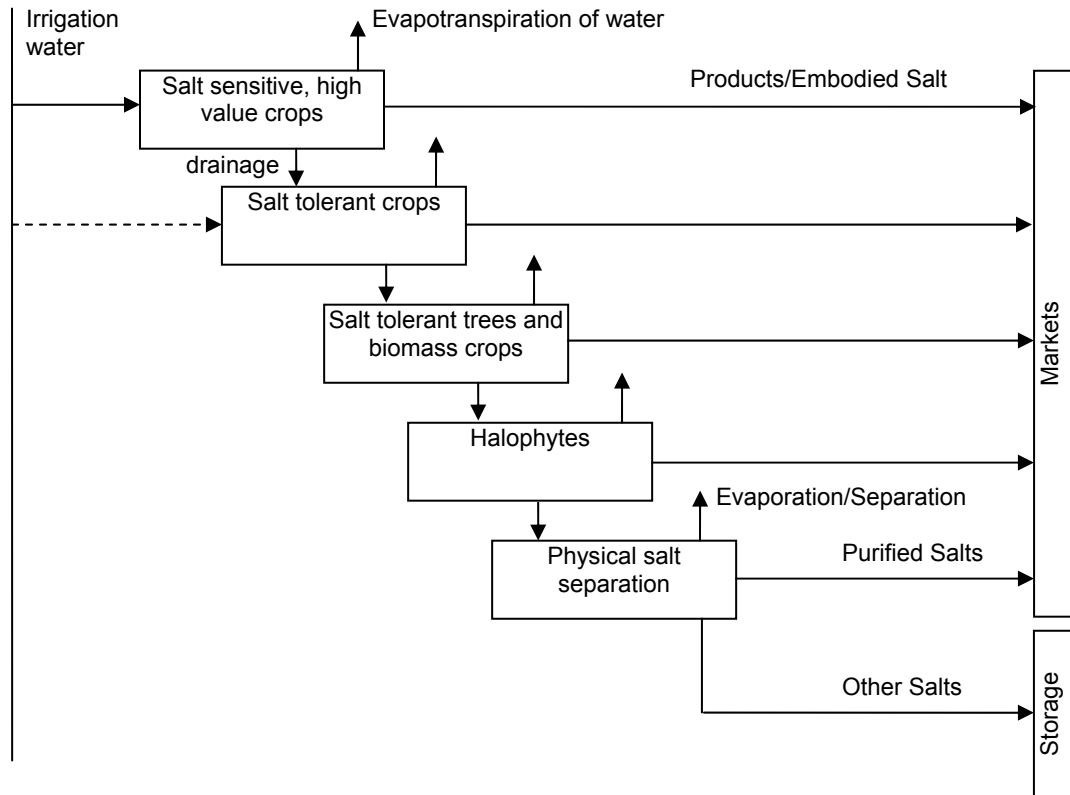 Irrigation
water
Evapotranspiration of water
Salt sensitive, high
value crops
Products/Embodied Salt
drainage
Salt tolerant crops
Salt tolerant trees and
biomass crops
Markets
Halophytes
Evaporation/Separation
Physical salt
separation
Purified Salts
Other Salts
Storage